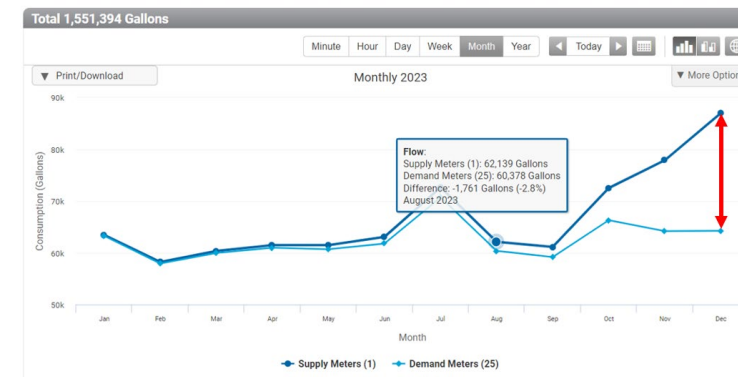 Total 1,551,394 Gallons
Minute Hour Day Week Month Year Today
Print/Download
Monthly 2023
More Option
90k
80k
70k
60k
50k
Consumption (Gallons)
Flow:
Supply Meters (1): 62,139 Gallons
Demand Meters (25): 60,378 Gallons
Difference: -1,761 Gallons (-2.8%)
August 2023
Jan Feb Mar Apr May Jun Jul Aug Sep Oct Nov Dec
Month
Supply Meters (1) Demand Meters (25)